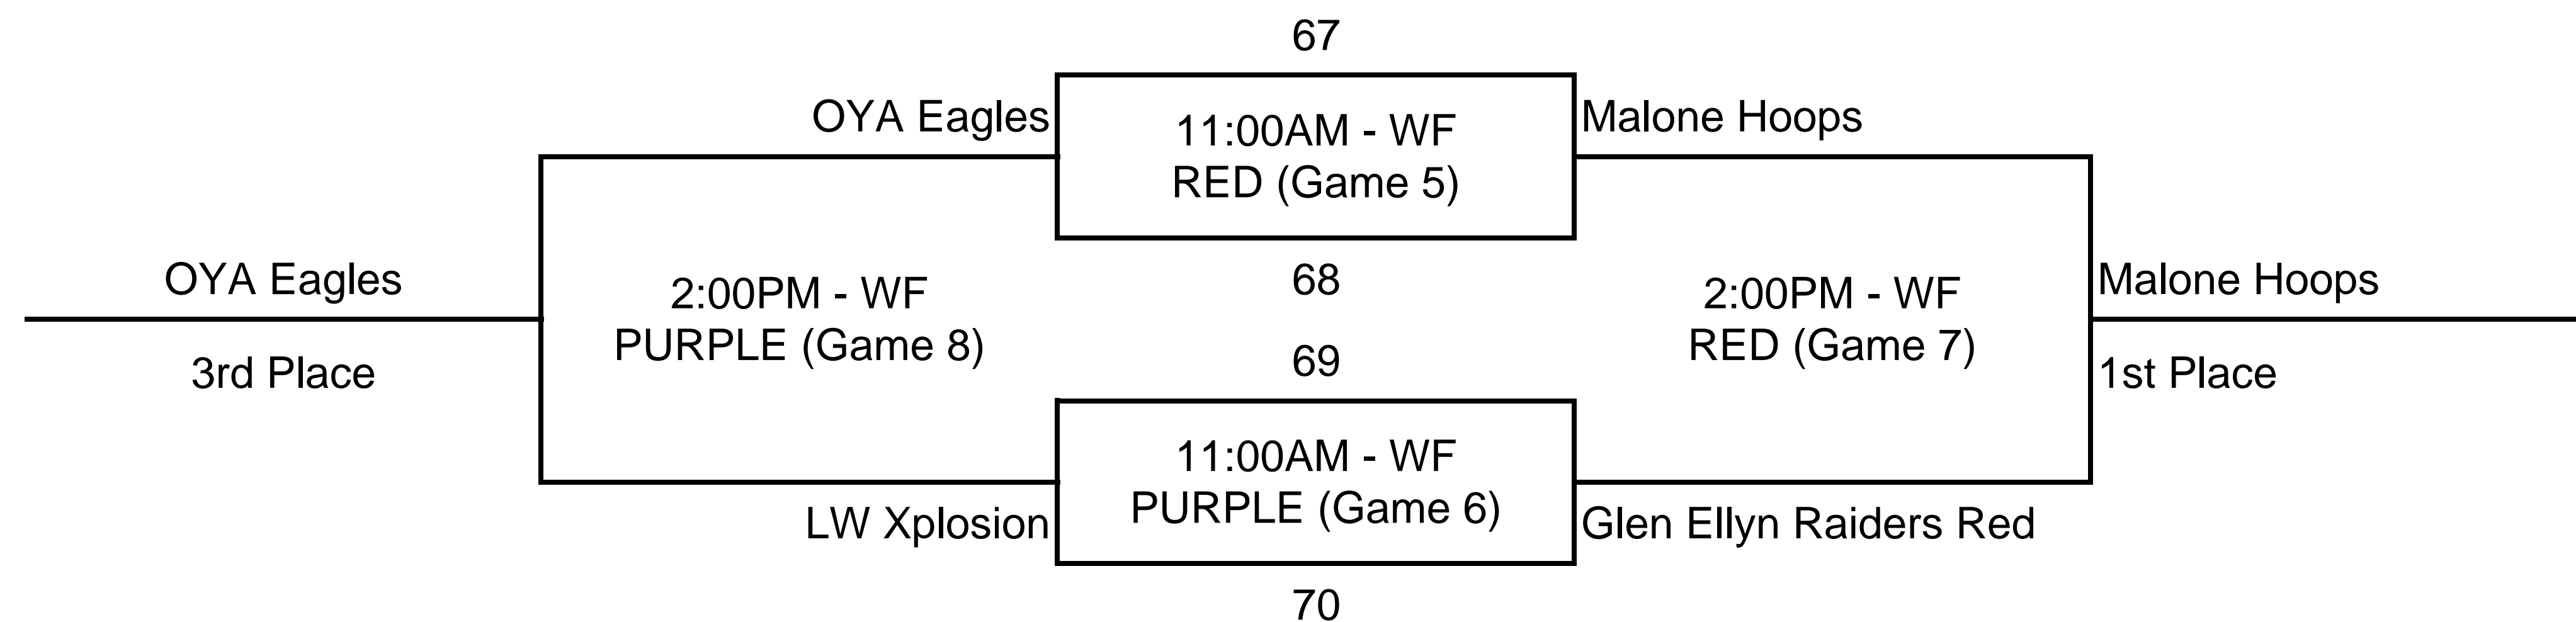 67
OYA Eagles
11:00AM - WF
RED (Game 5)
Malone Hoops
68
OYA Eagles
3rd Place
2:00PM - WF
PURPLE (Game 8)
2:00PM - WF
RED (Game 7)
Malone Hoops
1st Place
69
LW Xplosion
11:00AM - WF
PURPLE (Game 6)
Glen Ellyn Raiders Red
70